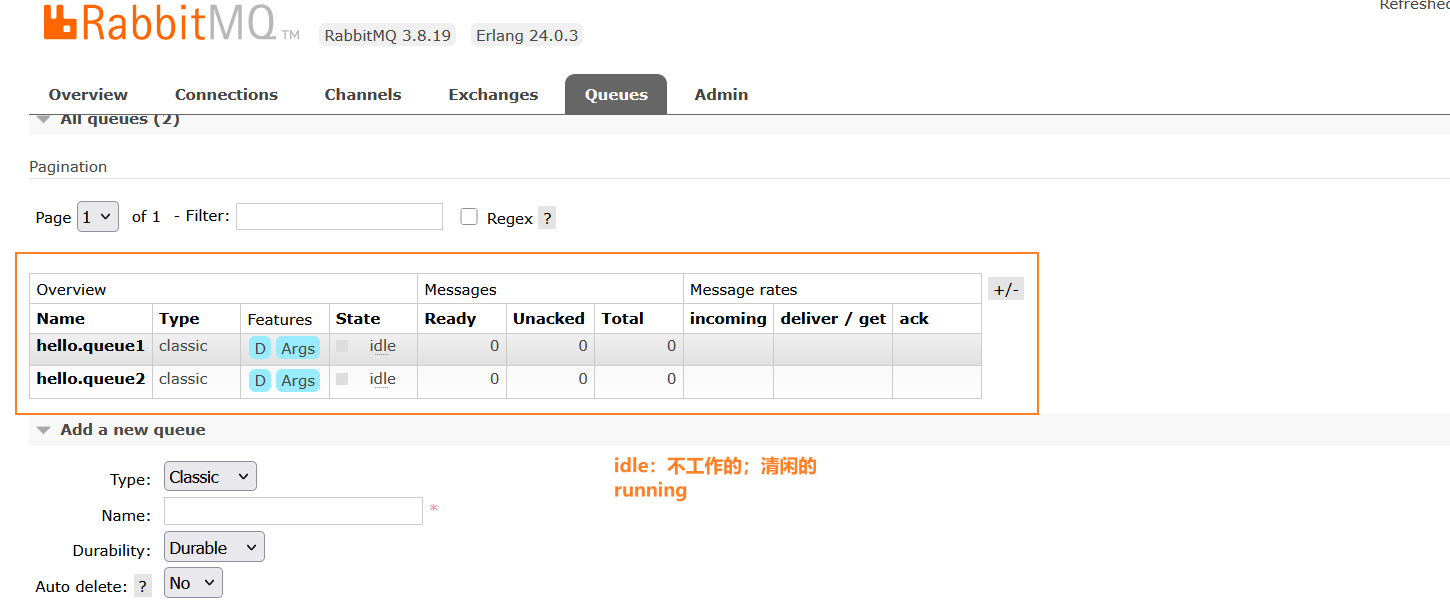 Refreshed
RabbitMQ TM RabbitMQ 3.8.19 Erlang 24.0.3
Overview Connections Channels Exchanges Queues Admin
All queues (2)
Pagination
Page 1 of 1 - Filter: Regex ?
Overview Messages Message rates +/-
Name Type Features State Ready Unacked Total incoming deliver / get ack
hello.queue1 classic D Args idle 0 0 0
hello.queue2 classic D Args idle 0 0 0
Add a new queue
idle：不工作的；清闲的
running
Type: Classic
Name: *
Durability: Durable
Auto delete: ? No